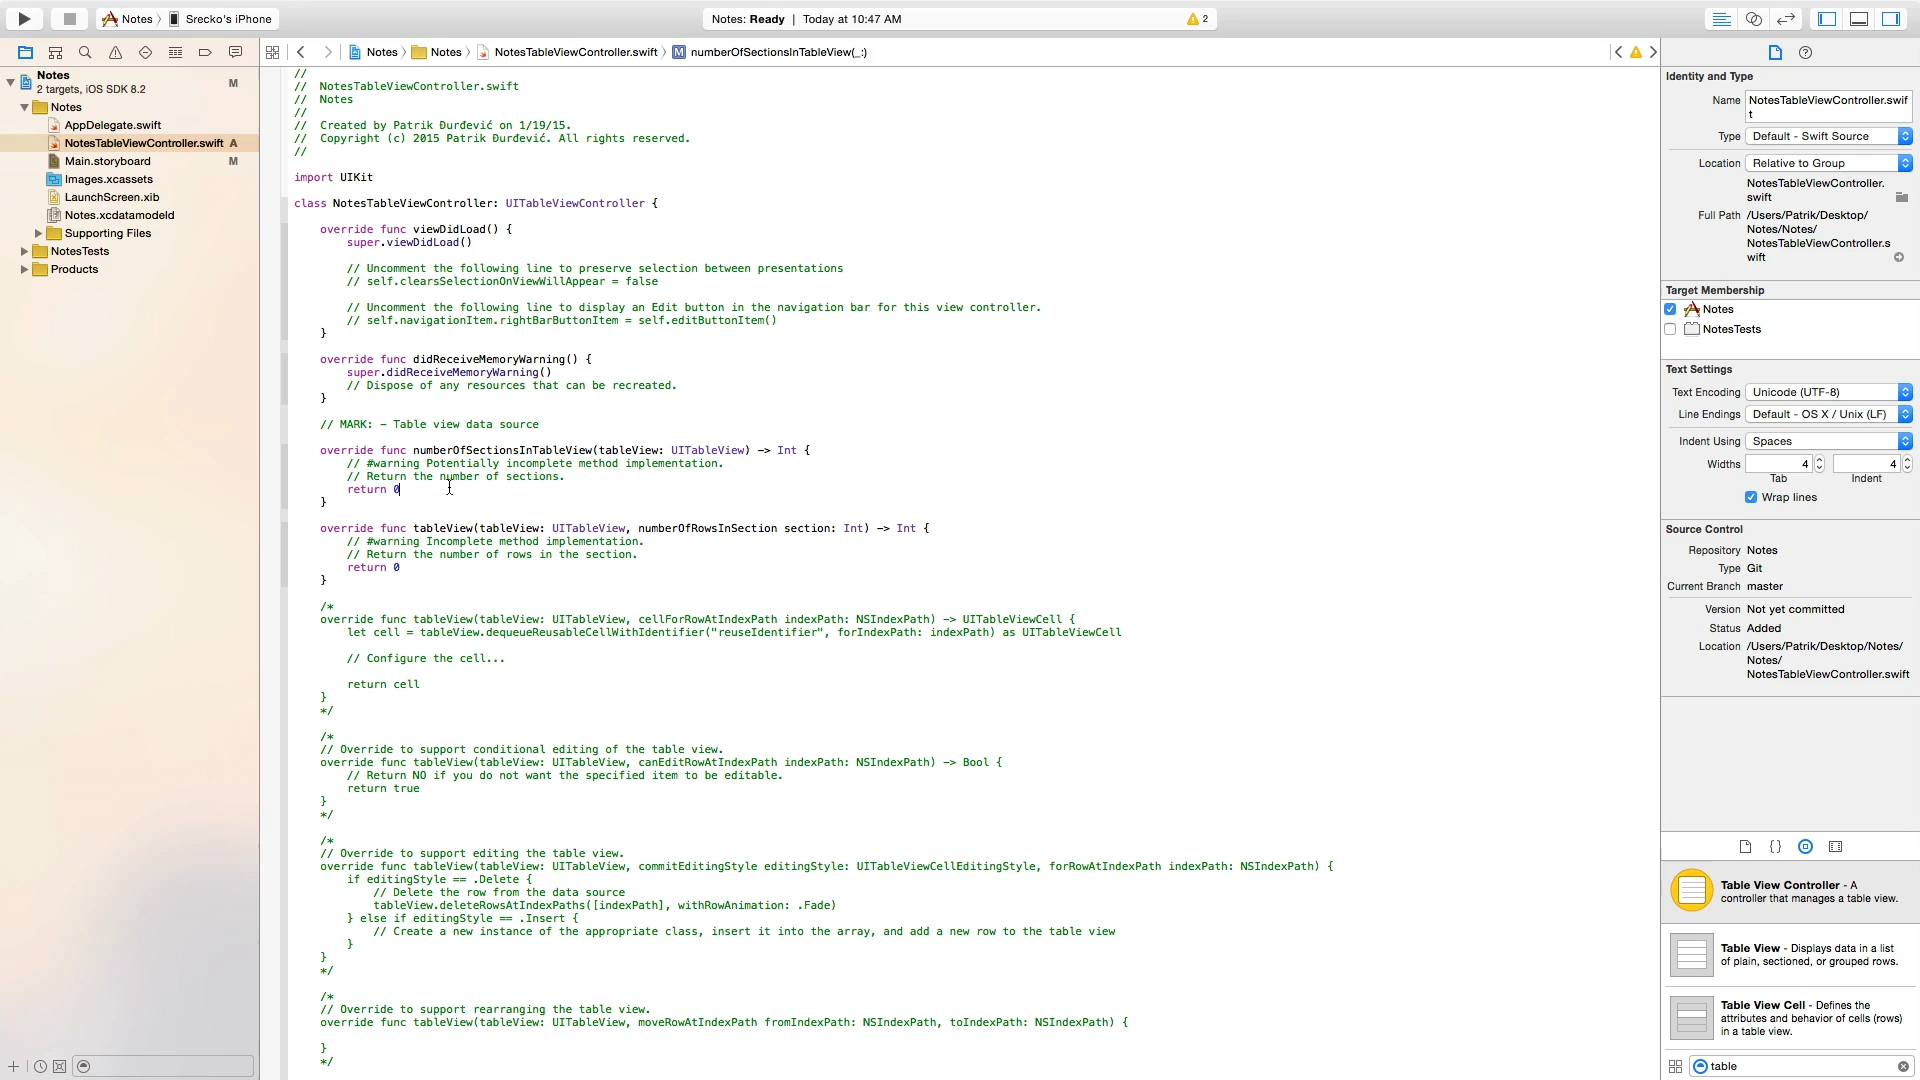 Notes
Srecko's iPhone
Notes: Ready | Today at 10:47 AM
2
Notes
Notes
NotesTableViewController.swift
M numberOfSectionsInTableView(_:)
Notes
2 targets, iOS SDK 8.2
M
Notes
AppDelegate.swift
NotesTableViewController.swift A
Main.storyboard M
Images.xcassets
LaunchScreen.xib
Notes.xcdatamodeld
Supporting Files
NotesTests
Products
//
// NotesTableViewController.swift
// Notes
//
// Created by Patrik Đurđević on 1/19/15.
// Copyright (c) 2015 Patrik Đurđević. All rights reserved.
//
import UIKit
class NotesTableViewController: UITableViewController {
override func viewDidLoad() {
super.viewDidLoad()
// Uncomment the following line to preserve selection between presentations
// self.clearsSelectionOnViewWillAppear = false
// Uncomment the following line to display an Edit button in the navigation bar for this view controller.
// self.navigationItem.rightBarButtonItem = self.editButtonItem()
}
override func didReceiveMemoryWarning() {
super.didReceiveMemoryWarning()
// Dispose of any resources that can be recreated.
}
// MARK: - Table view data source
override func numberOfSectionsInTableView(tableView: UITableView) -> Int {
// #warning Potentially incomplete method implementation.
// Return the number of sections.
return 0
}
override func tableView(tableView: UITableView, numberOfRowsInSection section: Int) -> Int {
// #warning Incomplete method implementation.
// Return the number of rows in the section.
return 0
}
/*
override func tableView(tableView: UITableView, cellForRowAtIndexPath indexPath: NSIndexPath) -> UITableViewCell {
let cell = tableView.dequeueReusableCellWithIdentifier("reuseIdentifier", forIndexPath: indexPath) as UITableViewCell
// Configure the cell...
return cell
}
*/
/*
// Override to support conditional editing of the table view.
override func tableView(tableView: UITableView, canEditRowAtIndexPath indexPath: NSIndexPath) -> Bool {
// Return NO if you do not want the specified item to be editable.
return true
}
*/
/*
// Override to support editing the table view.
override func tableView(tableView: UITableView, commitEditingStyle editingStyle: UITableViewCellEditingStyle, forRowAtIndexPath indexPath: NSIndexPath) {
if editingStyle == .Delete {
// Delete the row from the data source
tableView.deleteRowsAtIndexPaths([indexPath], withRowAnimation: .Fade)
} else if editingStyle == .Insert {
// Create a new instance of the appropriate class, insert it into the array, and add a new row to the table view
}
}
*/
/*
// Override to support rearranging the table view.
override func tableView(tableView: UITableView, moveRowAtIndexPath fromIndexPath: NSIndexPath, toIndexPath: NSIndexPath) {
}
*/
Identity and Type
Name NotesTableViewController.swif
t
Type Default - Swift Source
Location Relative to Group
NotesTableViewController.
swift
Full Path /Users/Patrik/Desktop/
Notes/Notes/
NotesTableViewController.s
wift
Target Membership
Notes
NotesTests
Text Settings
Text Encoding Unicode (UTF-8)
Line Endings Default - OS X / Unix (LF)
Indent Using Spaces
Widths 4 4
Tab Indent
Wrap lines
Source Control
Repository Notes
Type Git
Current Branch master
Version Not yet committed
Status Added
Location /Users/Patrik/Desktop/Notes/
Notes/
NotesTableViewController.swift
{}
Table View Controller - A
controller that manages a table view.
Table View - Displays data in a list
of plain, sectioned, or grouped rows.
Table View Cell - Defines the
attributes and behavior of cells (rows)
in a table view.
table